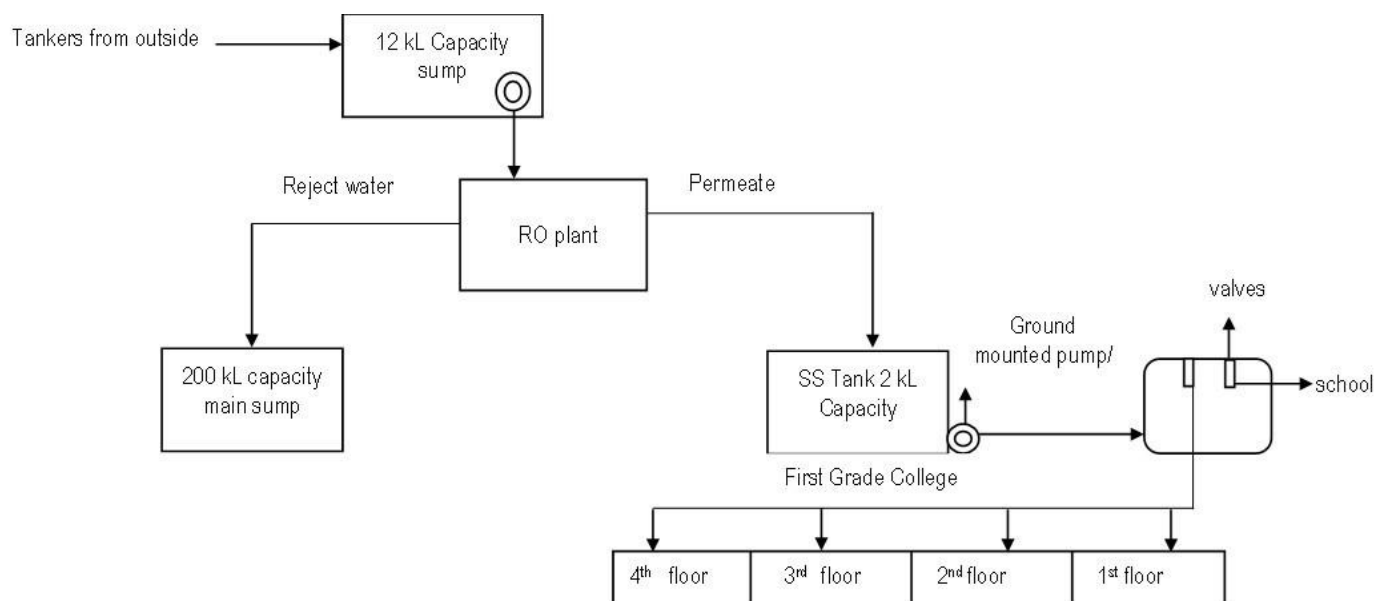 Tankers from outside
12 kL Capacity
sump
Reject water
Permeate
RO plant
valves
Ground
mounted pump/
200 kL capacity
main sump
SS Tank 2 kL
Capacity
school
First Grade College
4th floor
3rd floor
2nd floor
1st floor